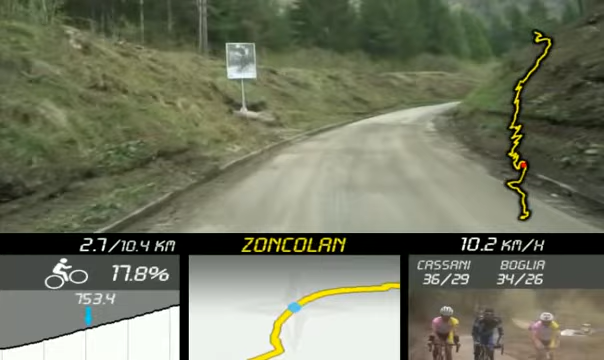 2.7/10.4 KM
ZONCOLAN
10.2 KM/H
17.8%
753.4
CASSANI
36/29
BOGLIA
34/26